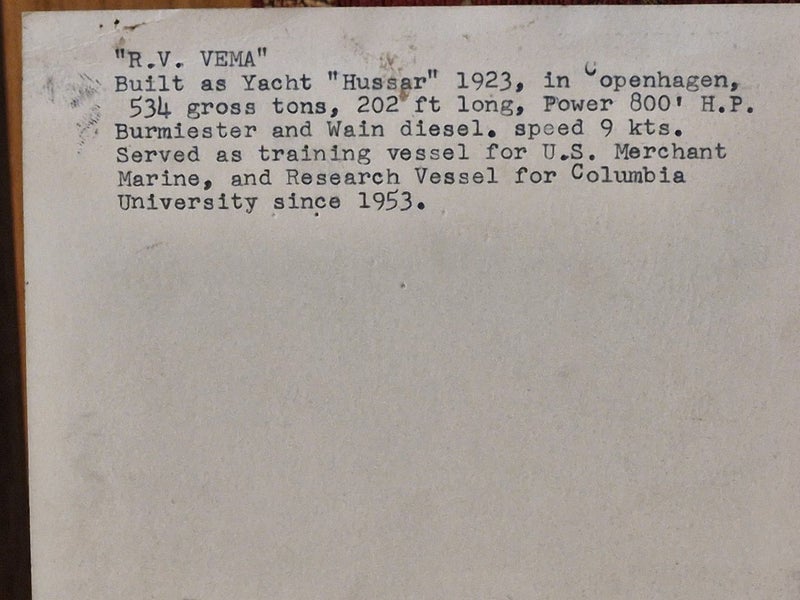 "R.V. VEMA"
Built as Yacht "Hussar" 1923, in Copenhagen,
534 gross tons, 202 ft long, Power 800' H.P.
Burmiester and Wain diesel. speed 9 kts.
Served as training vessel for U.S. Merchant
Marine, and Research Vessel for Columbia
University since 1953.